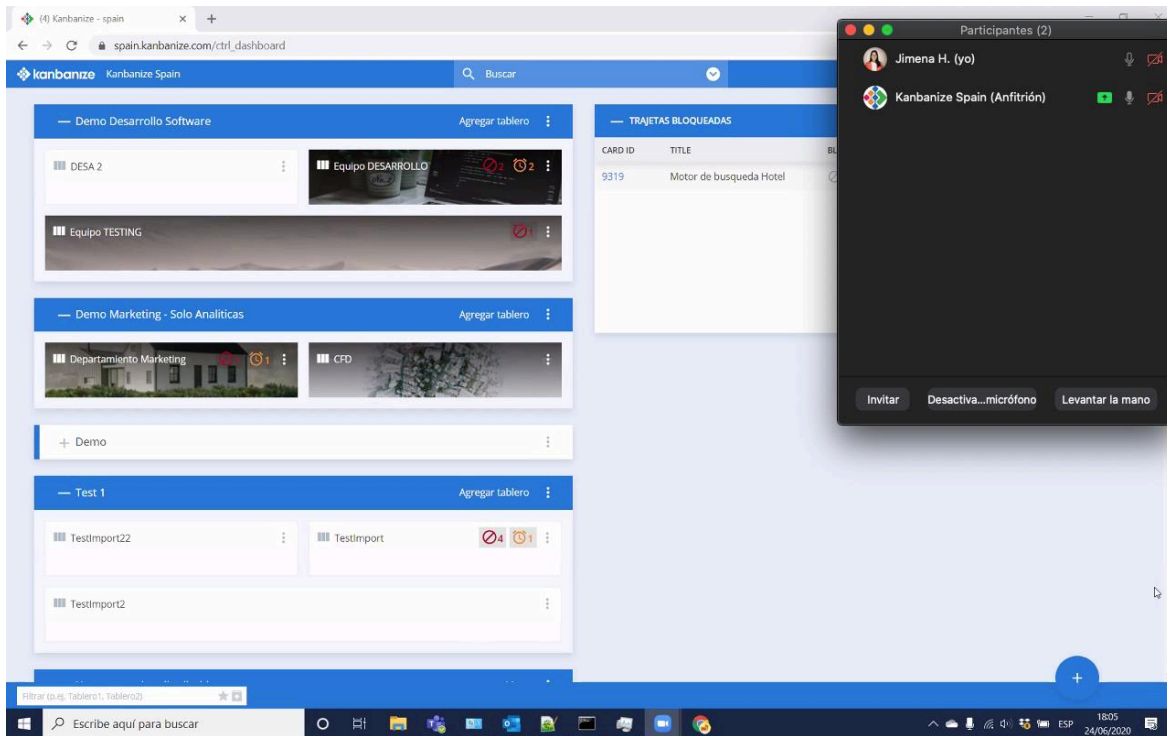 (4) Kanbanize - spain
spain.kanbanize.com/ctrl_dashboard
kanbanize Kanbanize Spain
Buscar
Demo Desarrollo Software Agregar tablero
DESA 2
Equipo DESARROLLO 2 2
Equipo TESTING 1
Demo Marketing - Solo Analiticas Agregar tablero
Departamiento Marketing 1
CFD
Demo
Test 1 Agregar tablero
TestImport22
TestImport 4 1
TestImport2
TRAJETAS BLOQUEADAS
CARD ID TITLE BL
9319 Motor de busqueda Hotel
Participantes (2)
Jimena H. (yo)
Kanbanize Spain (Anfitrión)
Invitar Desactiva...micrófono Levantar la mano
Filtrar (p.ej. Tablero1, Tablero2)
Escribe aquí para buscar
ESP
18:05
24/06/2020